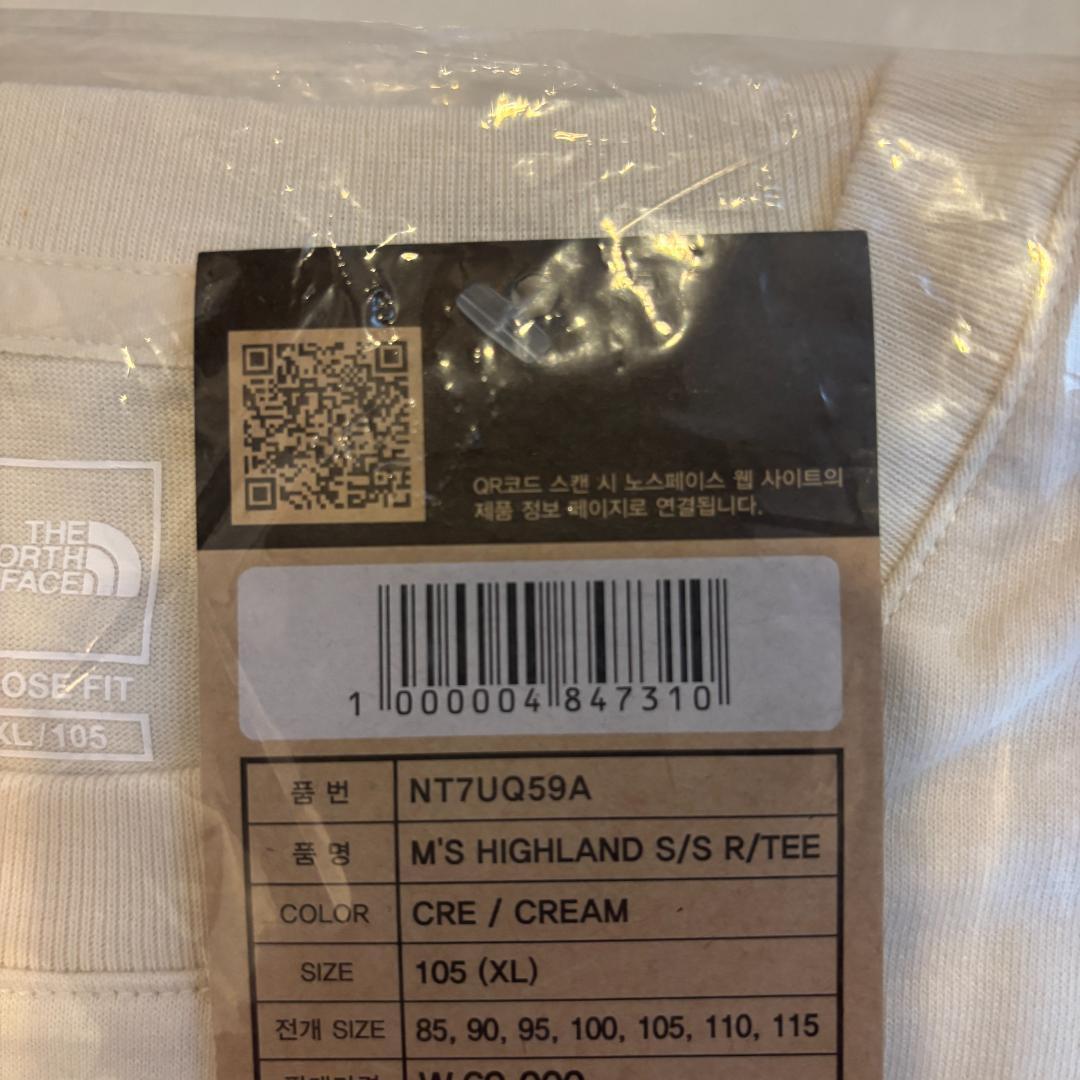 QR코드 스캔 시 노스페이스 웹 사이트의
제품 정보 페이지로 연결됩니다.
THE
ORTH
FACE
OSE FIT
XL/105
1 000004 847310
품 번 NT7UQ59A
품 명 M'S HIGHLAND S/S R/TEE
COLOR CRE / CREAM
SIZE 105 (XL)
전개 SIZE 85, 90, 95, 100, 105, 110, 115